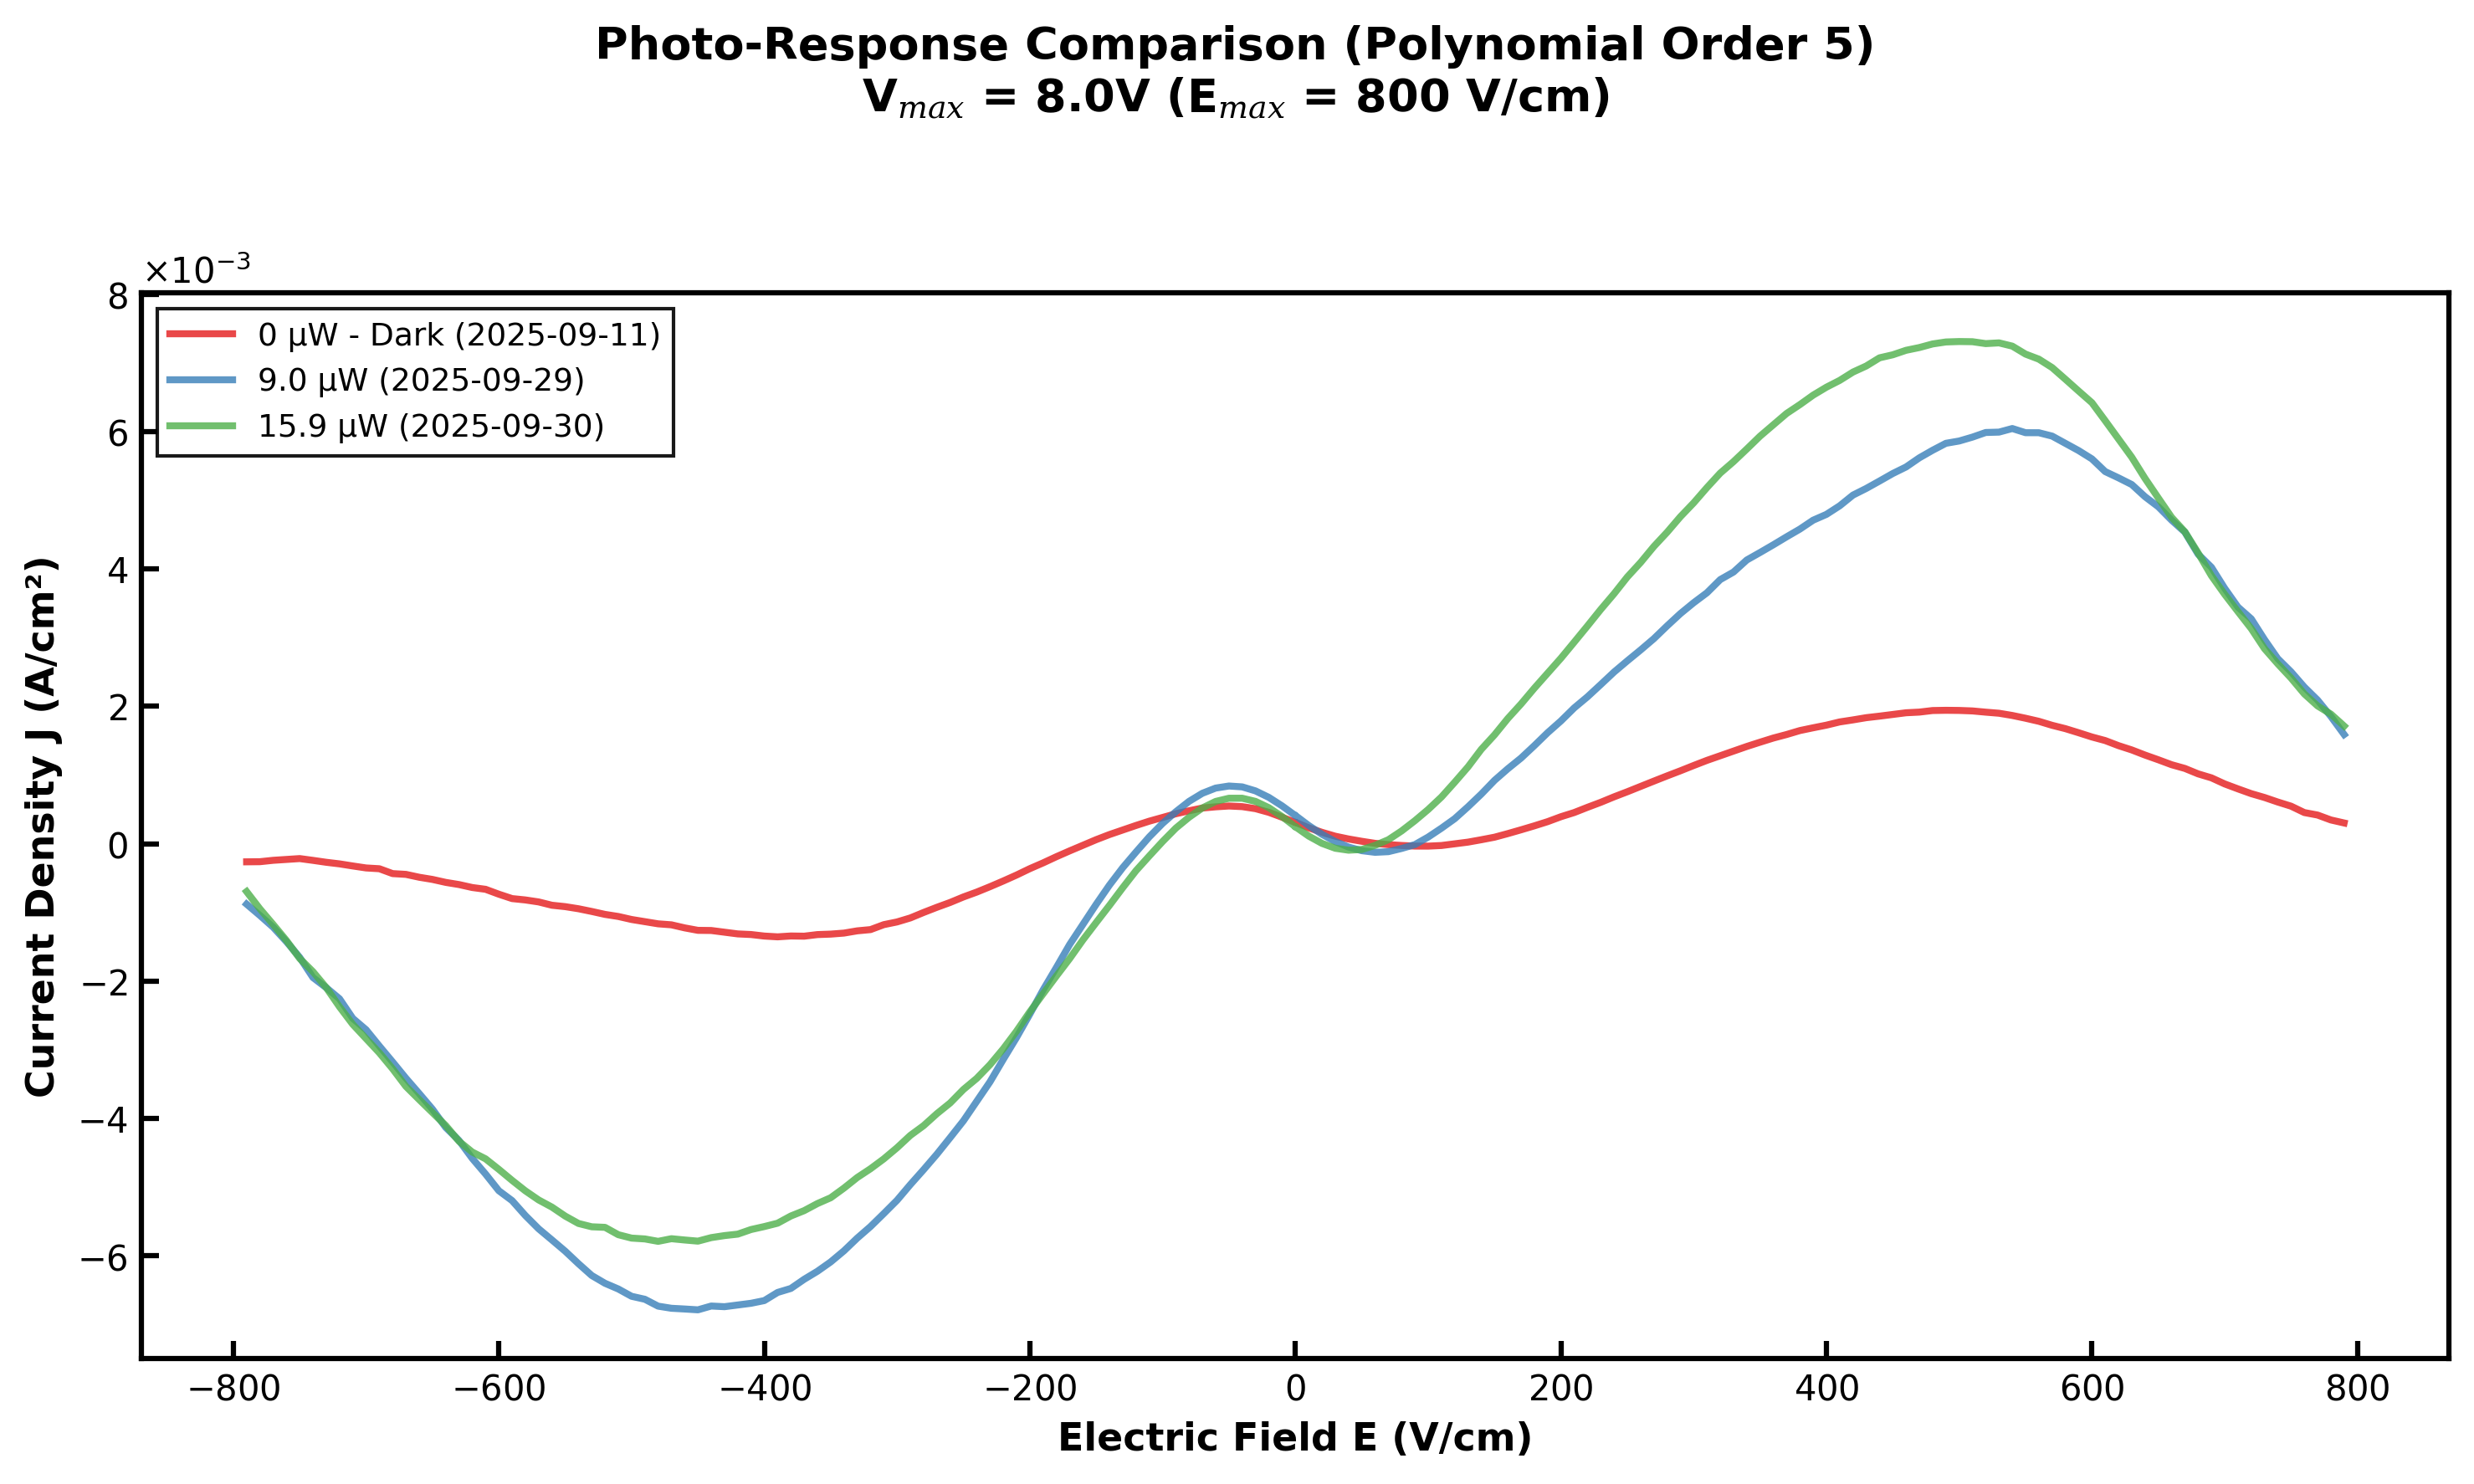 Photo-Response Comparison (Polynomial Order 5)
Vmax = 8.0V (Emax = 800 V/cm)
×10−3
8
6
4
2
0
−2
−4
−6
0 μW - Dark (2025-09-11)
9.0 μW (2025-09-29)
15.9 μW (2025-09-30)
Current Density J (A/cm²)
−800 −600 −400 −200 0 200 400 600 800
Electric Field E (V/cm)